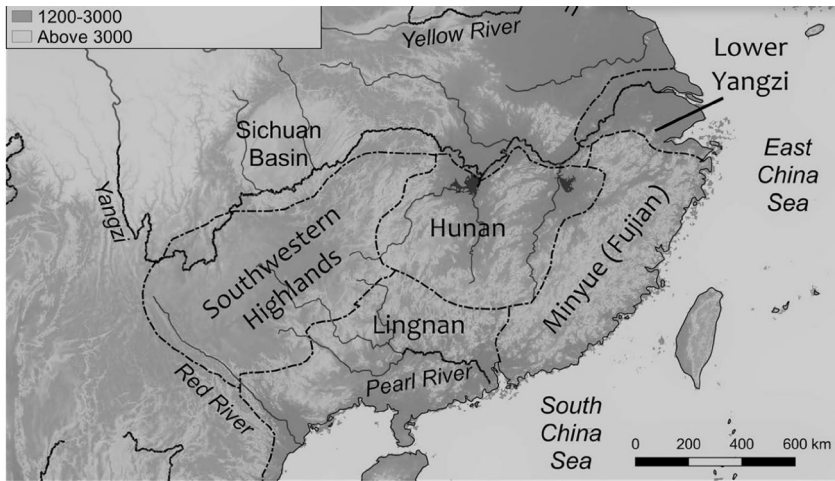 1200-3000
Above 3000
Yellow River
Lower
Yangzi
Sichuan
Basin
East
China
Sea
Yangzi
Hunan
Southwestern
Highlands
Minyue (Fujian)
Lingnan
Pearl River
Red River
South
China
Sea
0 200 400 600 km